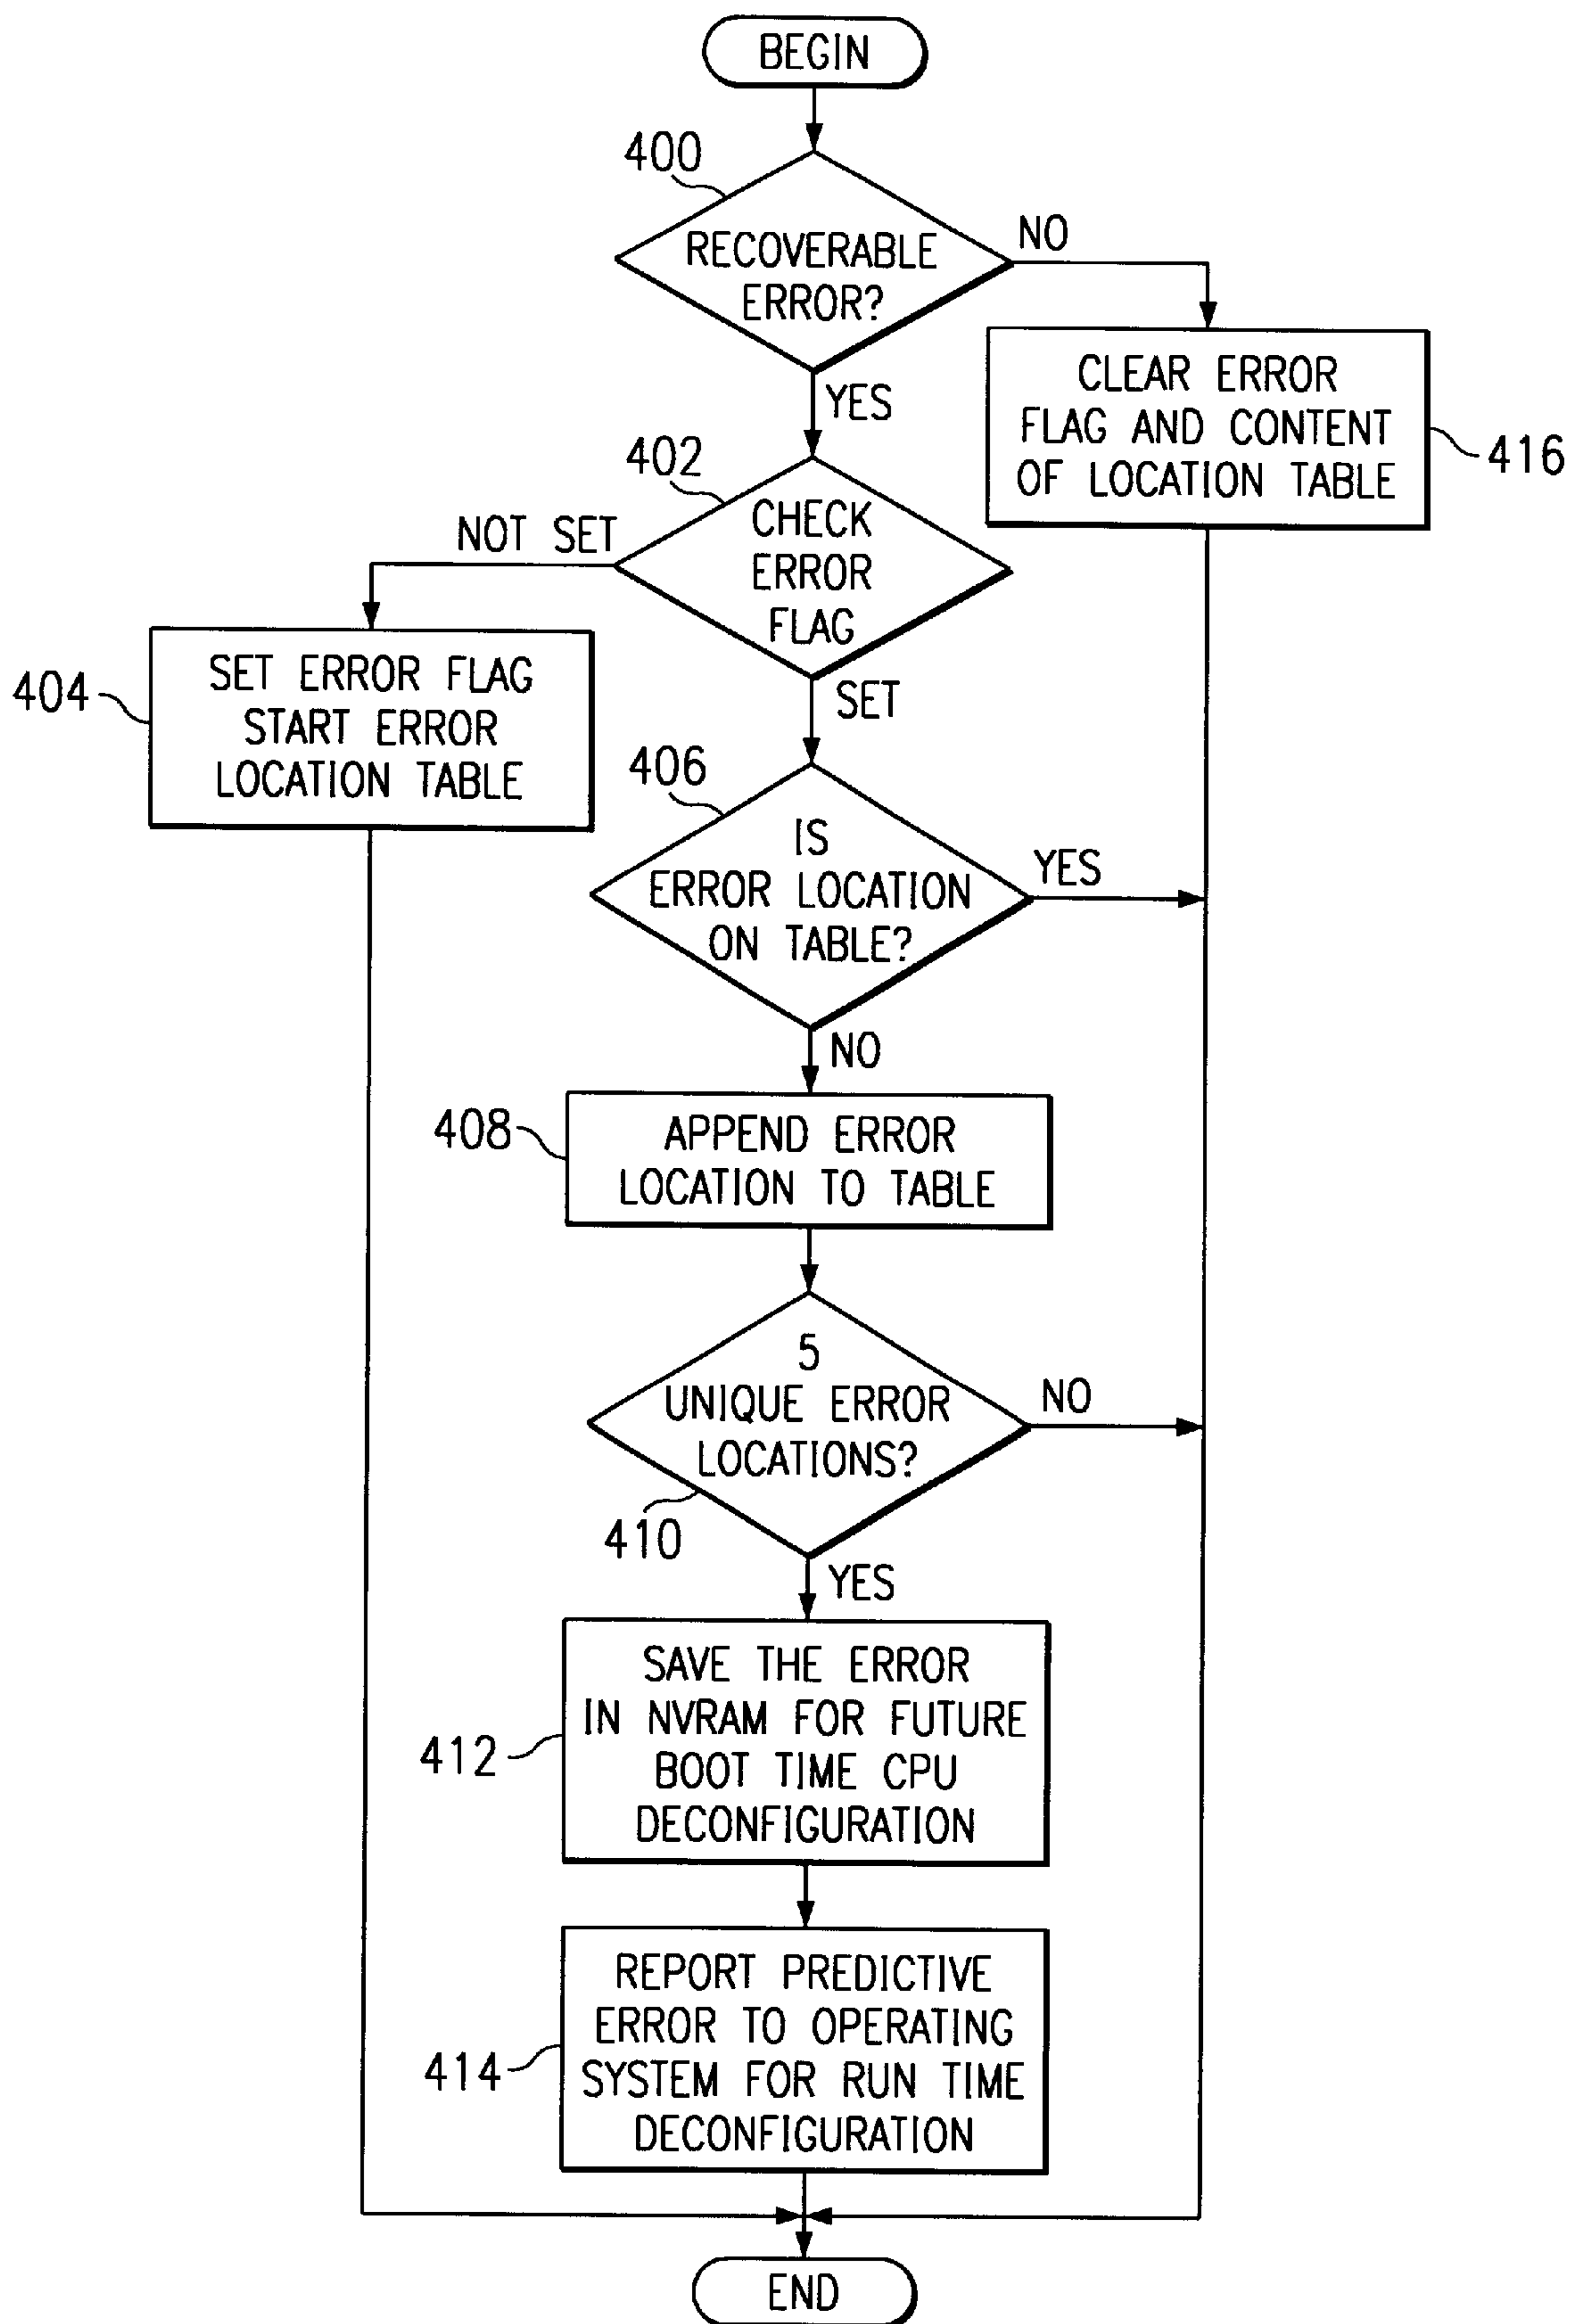 BEGIN
400
RECOVERABLE
ERROR?
NO
YES
CLEAR ERROR
FLAG AND CONTENT
OF LOCATION TABLE
416
402
CHECK
ERROR
FLAG
NOT SET
SET
404
SET ERROR FLAG
START ERROR
LOCATION TABLE
406
IS
ERROR LOCATION
ON TABLE?
YES
NO
408
APPEND ERROR
LOCATION TO TABLE
5
UNIQUE ERROR
LOCATIONS?
NO
410
YES
412
SAVE THE ERROR
IN NVRAM FOR FUTURE
BOOT TIME CPU
DECONFIGURATION
414
REPORT PREDICTIVE
ERROR TO OPERATING
SYSTEM FOR RUN TIME
DECONFIGURATION
END